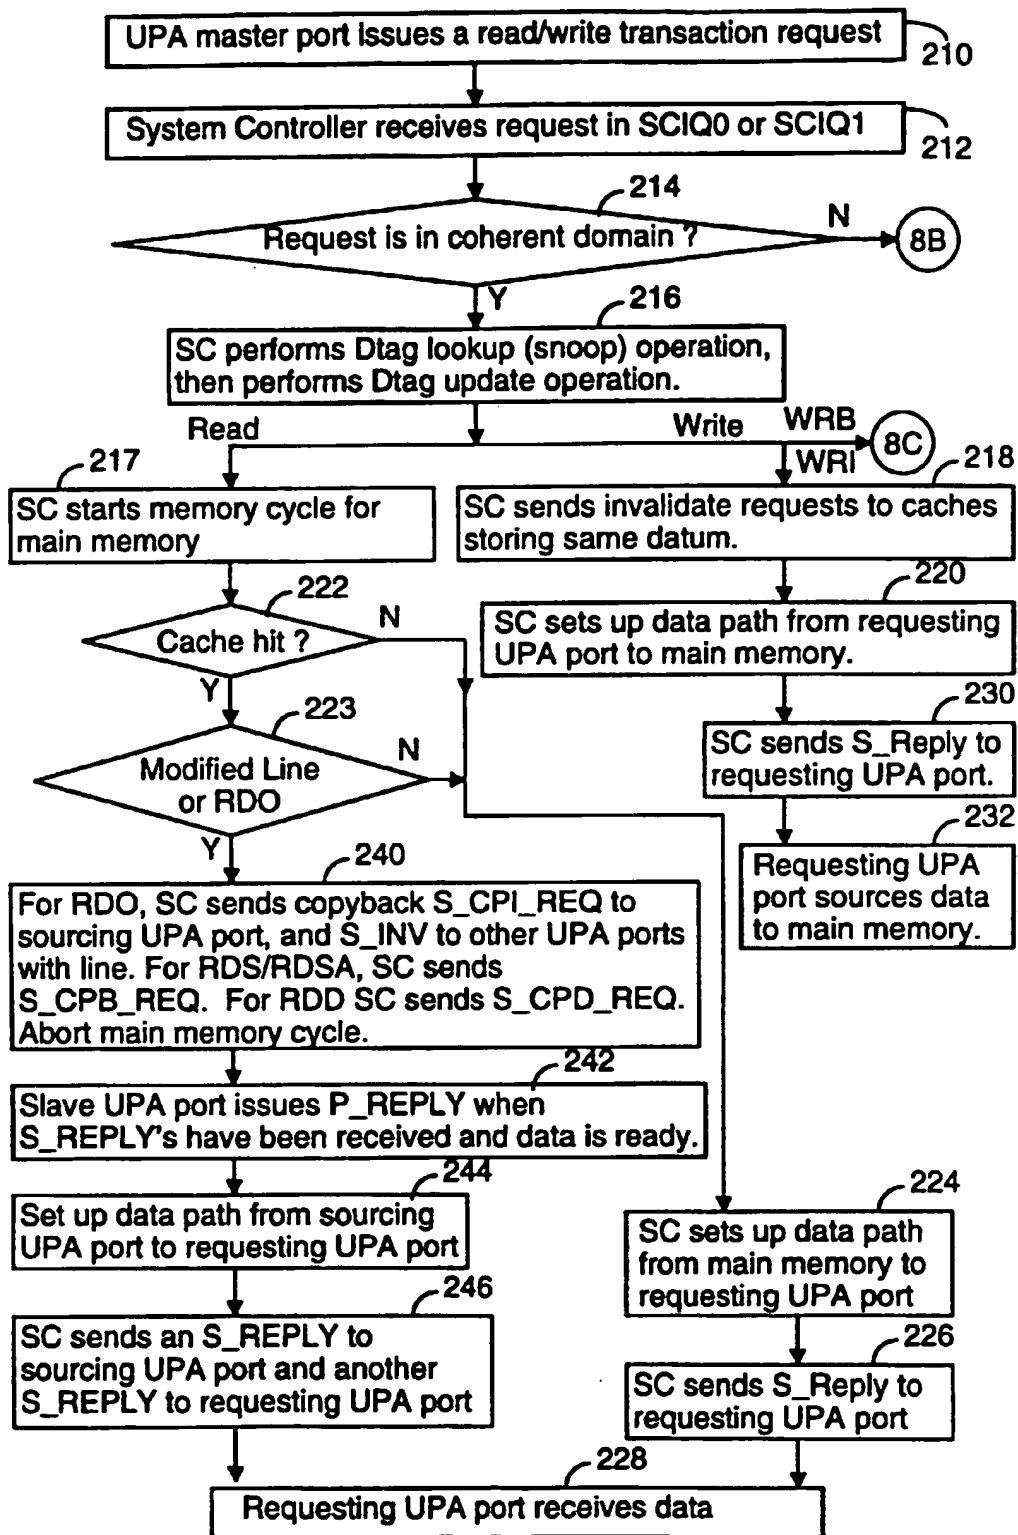 UPA master port issues a read/write transaction request
210
System Controller receives request in SCIQ0 or SCIQ1
212
214
Request is in coherent domain ?
N
8B
Y
216
SC performs Dtag lookup (snoop) operation,
then performs Dtag update operation.
Read
Write
WRB
8C
WRI
217
SC starts memory cycle for
main memory
218
SC sends invalidate requests to caches
storing same datum.
220
SC sets up data path from requesting
UPA port to main memory.
222
Cache hit ?
N
Y
223
Modified Line
or RDO
N
Y
230
SC sends S_Reply to
requesting UPA port.
232
Requesting UPA
port sources data
to main memory.
240
For RDO, SC sends copyback S_CPI_REQ to
sourcing UPA port, and S_INV to other UPA ports
with line. For RDS/RDSA, SC sends
S_CPB_REQ. For RDD SC sends S_CPD_REQ.
Abort main memory cycle.
242
Slave UPA port issues P_REPLY when
S_REPLY's have been received and data is ready.
244
Set up data path from sourcing
UPA port to requesting UPA port
246
SC sends an S_REPLY to
sourcing UPA port and another
S_REPLY to requesting UPA port
224
SC sets up data path
from main memory to
requesting UPA port
226
SC sends S_Reply to
requesting UPA port
228
Requesting UPA port receives data